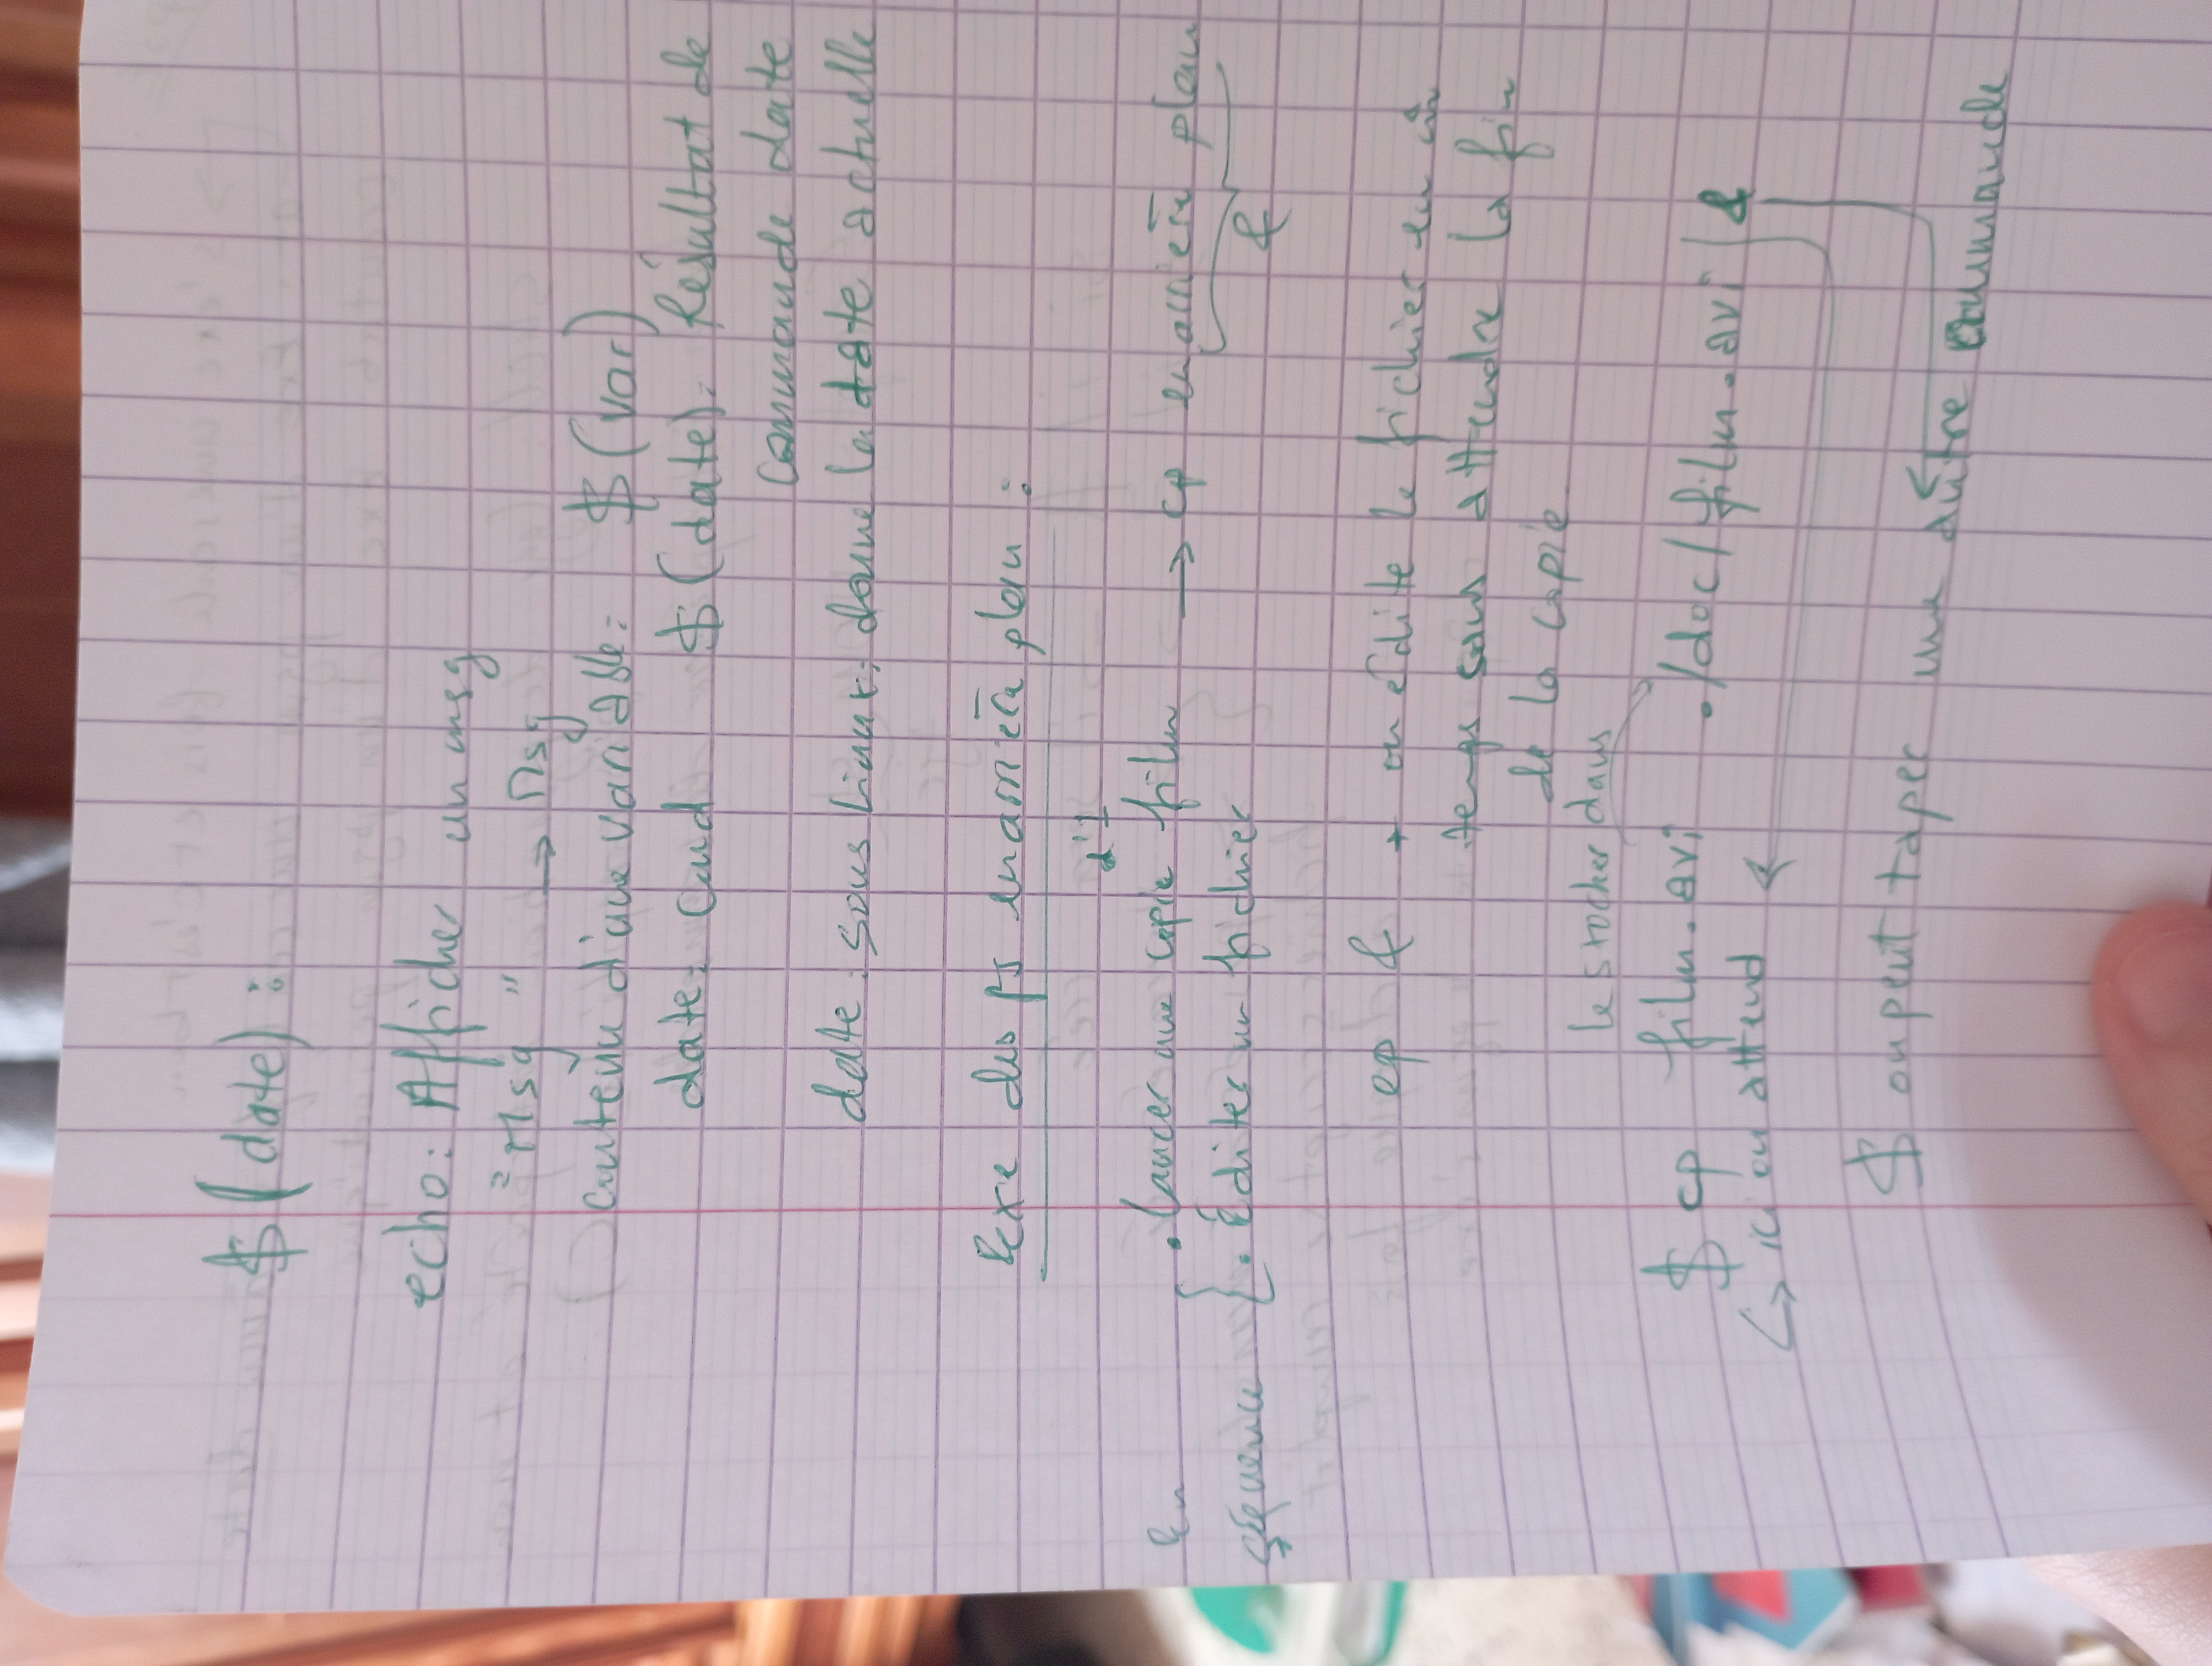 $(date) :
echo : Afficher un msg
"Msg" → Msg
Contenu d'une variable : $(var)
date : Cmd $(date) : Résultat de
commande date
date : sous Linux, donne la date actuelle
Exe des ps en arrière plan :
d'1
En séquence { . lancer une copie film → cp en arrière plan
. Éditer un fichier &
cp & → on édite le fichier en m̂
temps sans attendre la fin
de la copie
le stocker dans
$ cp film.avi ./doc/film.avi &
↳ ici on attend ←
$ on peut taper une autre commande